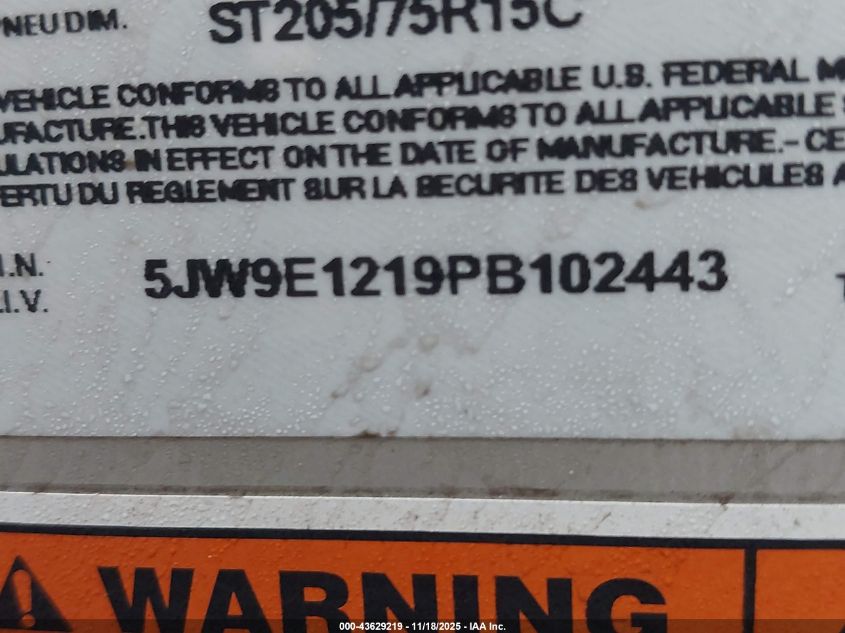 PNEU DIM. ST205/75R15C
VEHICLE CONFORMS TO ALL APPLICABLE U.S. FEDERAL M
UFACTURE. THIS VEHICLE CONFORMS TO ALL APPLICABLE
ULATIONS IN EFFECT ON THE DATE OF MANUFACTURE.- CE
ERTU DU REGLEMENT SUR LA SECURITE DES VEHICULES A
I.N. 5JW9E1219PB102443
.I.V.
WARNING
000-43629219 - 11/18/2025 - IAA Inc.